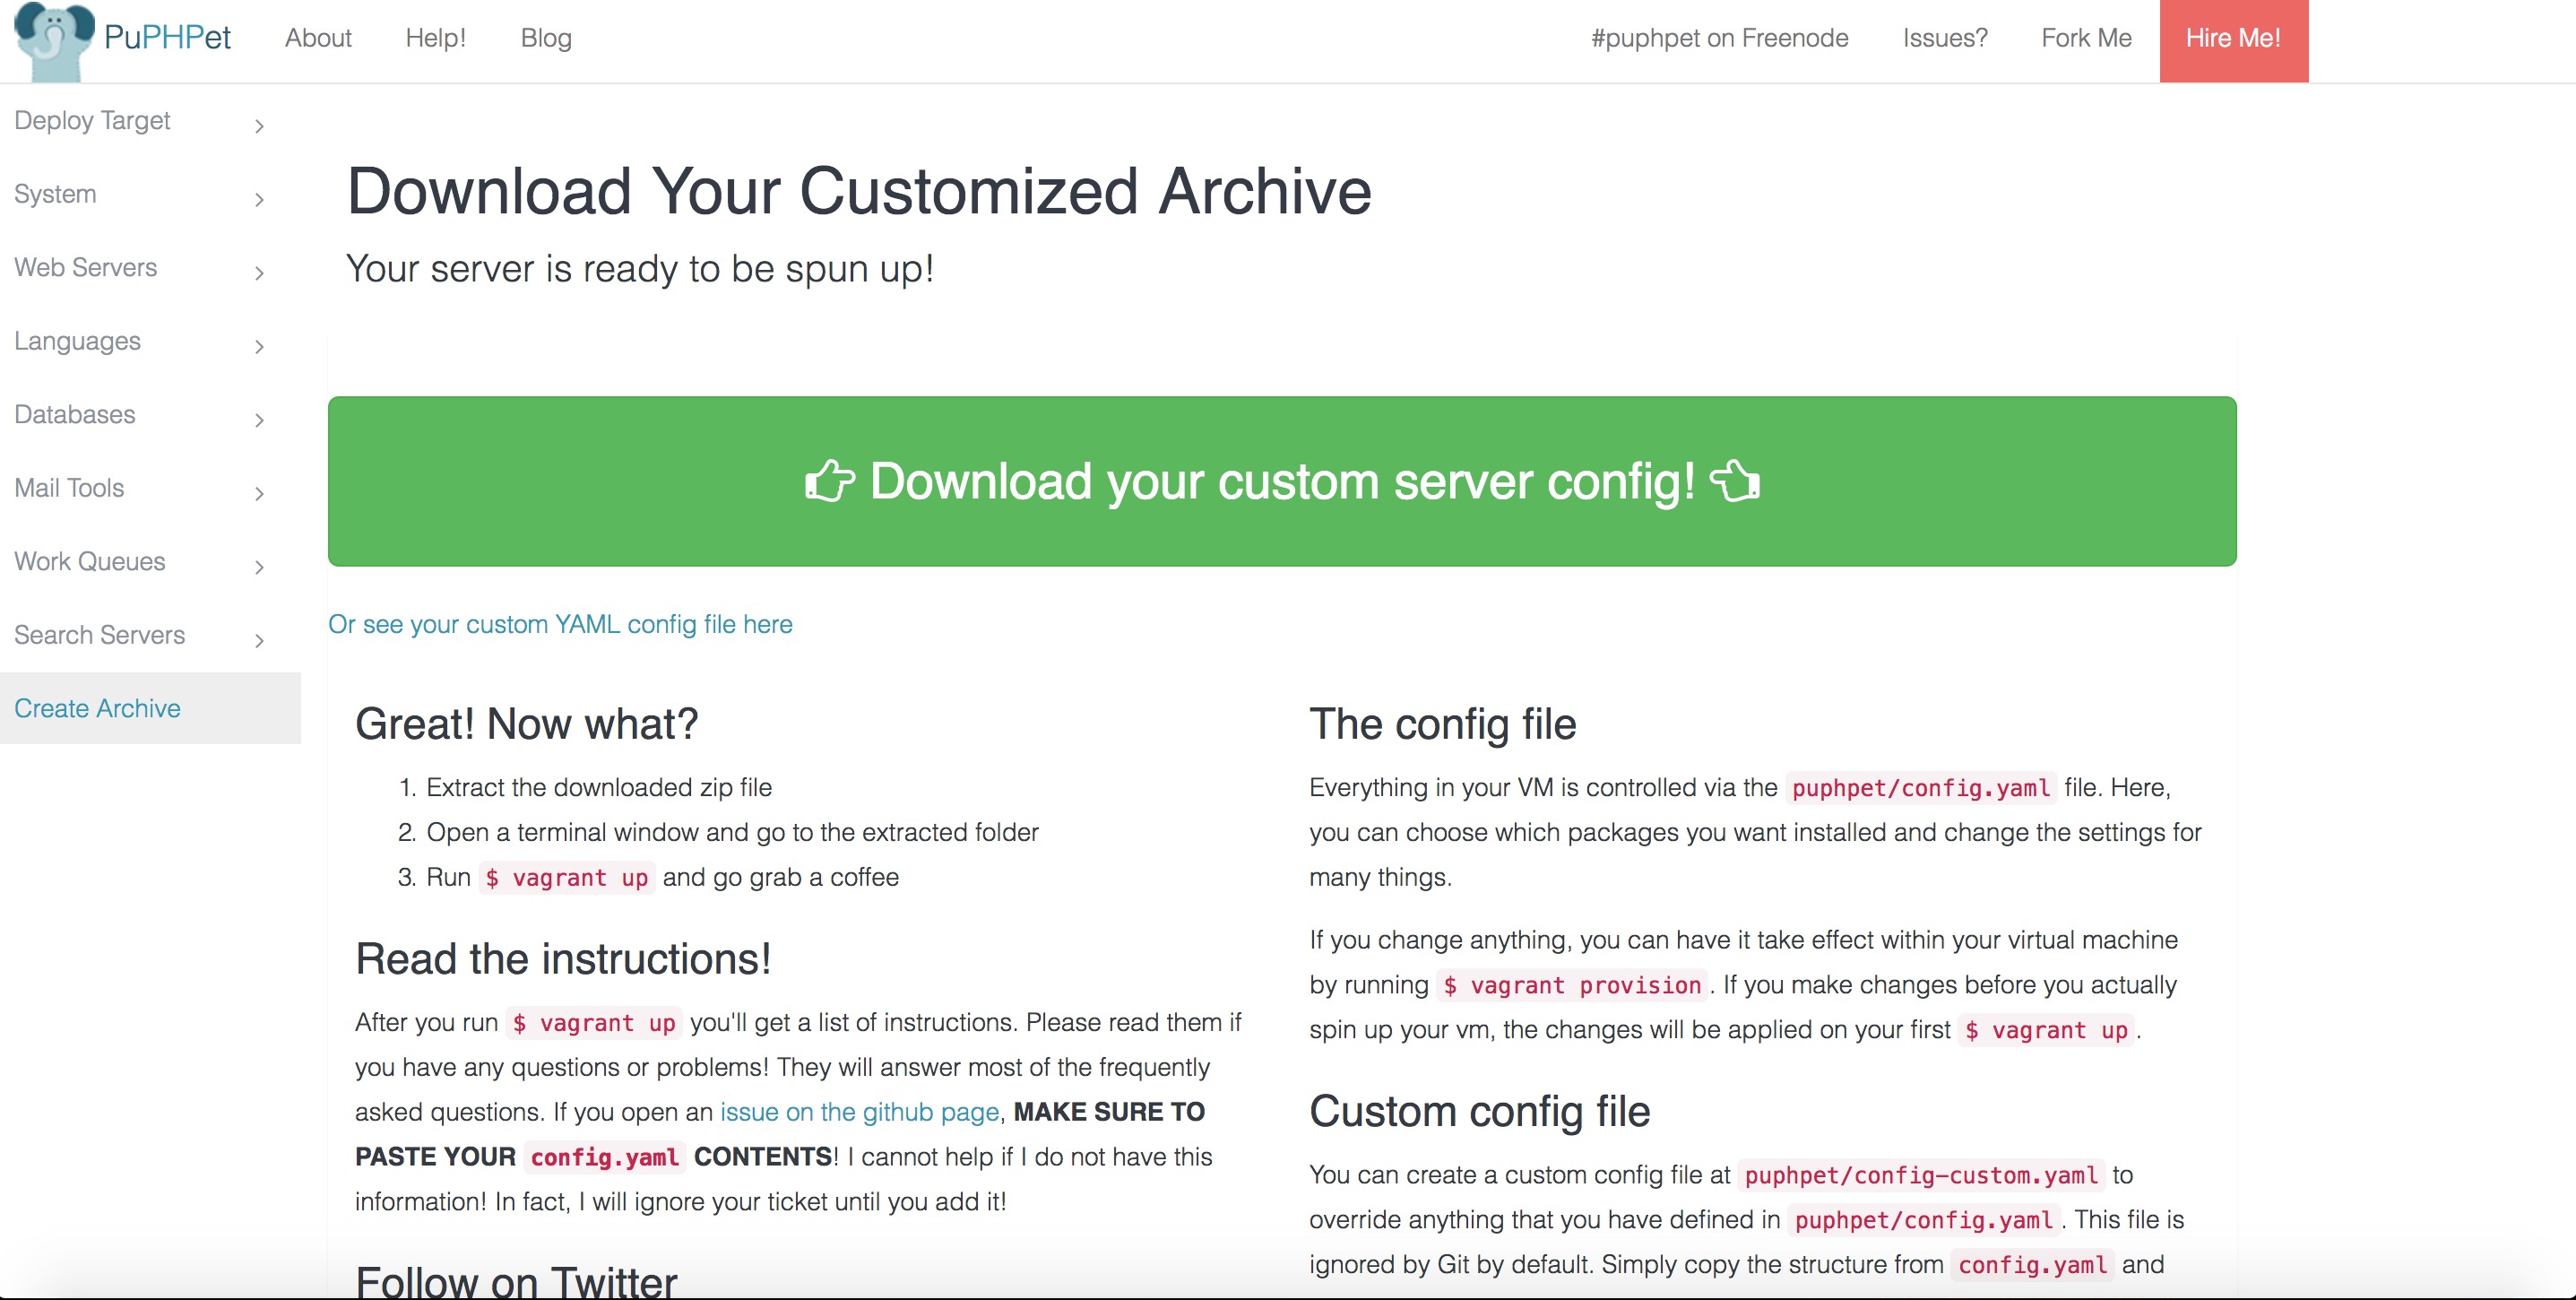 PuPHPet About Help! Blog #puphpet on Freenode Issues? Fork Me Hire Me!
Deploy Target
System
Web Servers
Languages
Databases
Mail Tools
Work Queues
Search Servers
Create Archive
Download Your Customized Archive
Your server is ready to be spun up!
Download your custom server config!
Or see your custom YAML config file here
Great! Now what?
1. Extract the downloaded zip file
2. Open a terminal window and go to the extracted folder
3. Run $ vagrant up and go grab a coffee
Read the instructions!
After you run $ vagrant up you'll get a list of instructions. Please read them if
you have any questions or problems! They will answer most of the frequently
asked questions. If you open an issue on the github page, MAKE SURE TO
PASTE YOUR config.yaml CONTENTS! I cannot help if I do not have this
information! In fact, I will ignore your ticket until you add it!
Follow on Twitter
The config file
Everything in your VM is controlled via the puphpet/config.yaml file. Here,
you can choose which packages you want installed and change the settings for
many things.
If you change anything, you can have it take effect within your virtual machine
by running $ vagrant provision. If you make changes before you actually
spin up your vm, the changes will be applied on your first $ vagrant up.
Custom config file
You can create a custom config file at puphpet/config-custom.yaml to
override anything that you have defined in puphpet/config.yaml. This file is
ignored by Git by default. Simply copy the structure from config.yaml and